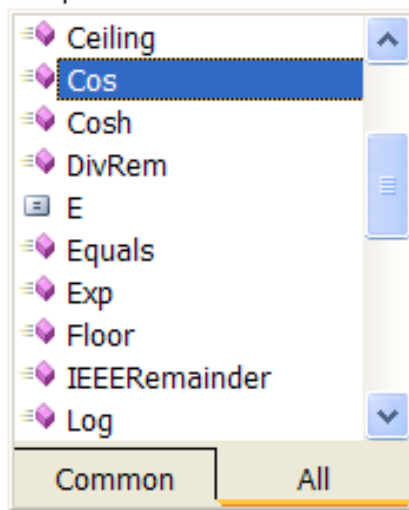 Ceiling
Cos
Cosh
DivRem
E
Equals
Exp
Floor
IEEERemainder
Log
Common All